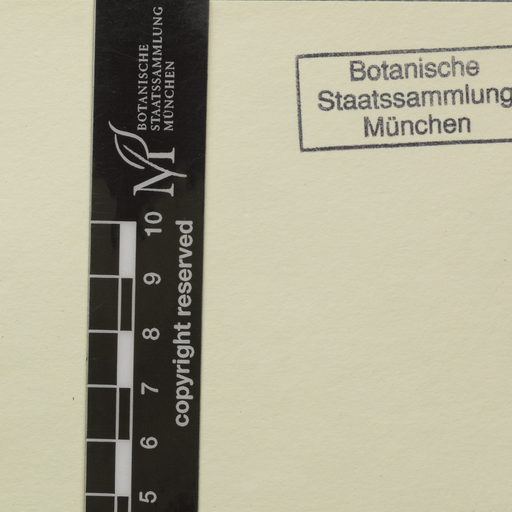 BOTANISCHE
STAATSSAMMLUNG
MÜNCHEN
Botanische
Staatssammlung
München
copyright reserved
10
9
8
7
6
5